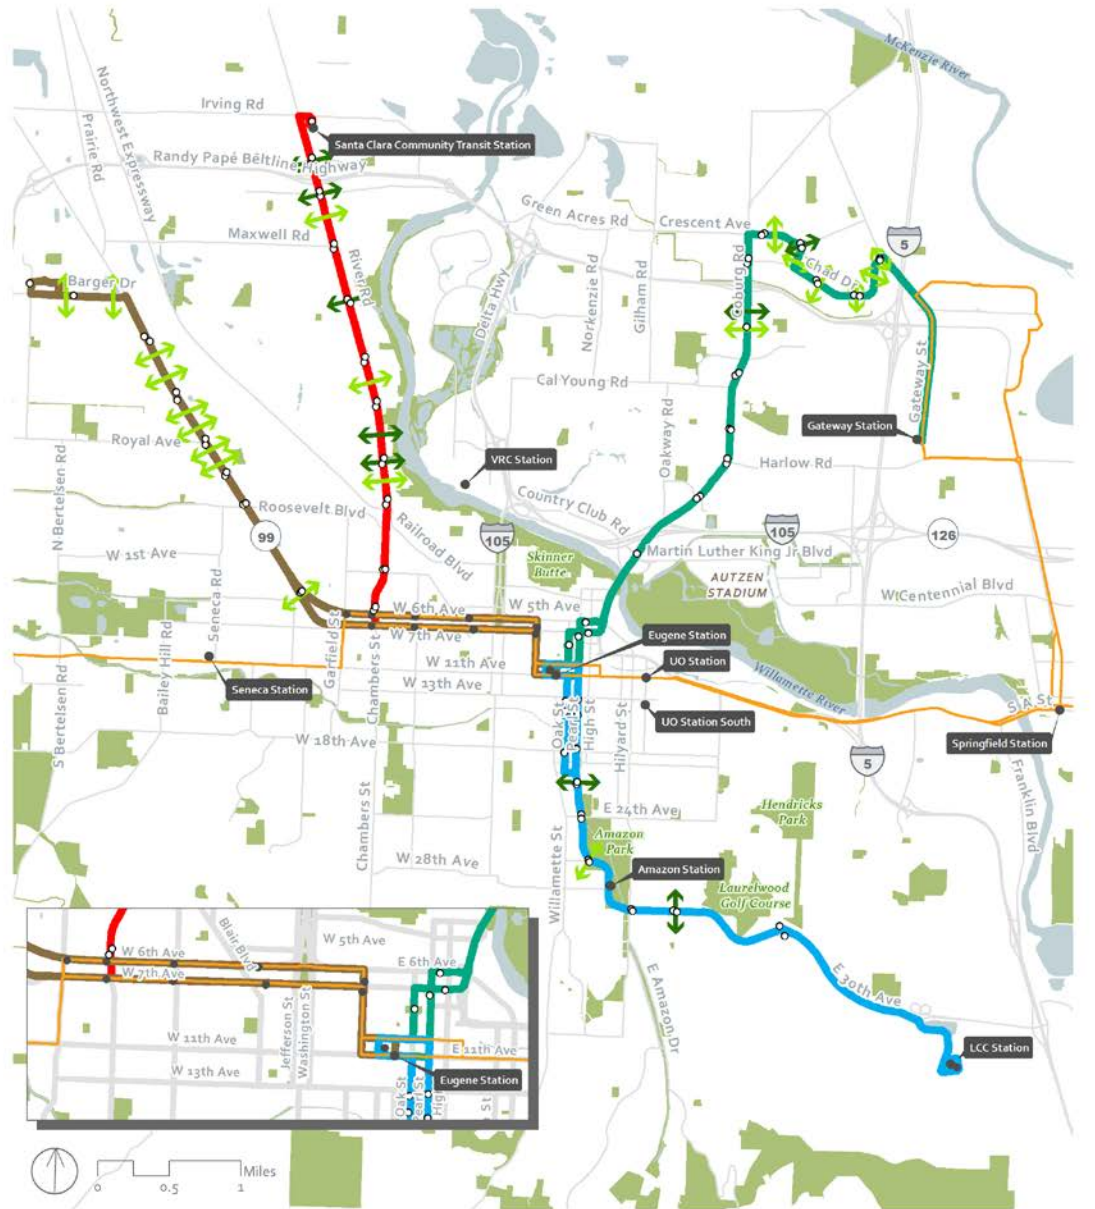 McKenzie River
Irving Rd
Northwest Expressway
Prairie Rd
Santa Clara Community Transit Station
Randy Papé Beltline Highway
Green Acres Rd
Crescent Ave
Maxwell Rd
River Rd
5
Barger Dr
Delta Hwy
Norkenzie Rd
Gilham Rd
Coburg Rd
Chad Dr
Gateway St
Cal Young Rd
Oakway Rd
Gateway Station
Royal Ave
VRC Station
Harlow Rd
N Bertelsen Rd
Roosevelt Blvd
Country Club Rd
99
Railroad Blvd
105
105
126
W 1st Ave
Skinner
Butte
Martin Luther King Jr Blvd
AUTZEN
STADIUM
Seneca Rd
W Centennial Blvd
W 6th Ave
W 5th Ave
W 7th Ave
Eugene Station
Bailey Hill Rd
Garfield St
Chambers St
W 11th Ave
UO Station
Seneca Station
W 13th Ave
Willamette River
S A St
S Bertelsen Rd
Oak St
Pearl St
High St
Hilyard St
UO Station South
W 18th Ave
Springfield Station
5
Franklin Blvd
Chambers St
E 24th Ave
Hendricks
Park
Amazon
Park
Willamette St
W 28th Ave
Amazon Station
Laurelwood
Golf Course
E 30th Ave
E Amazon Dr
LCC Station
W 5th Ave
Blair Blvd
W 6th Ave
E 6th Ave
W 7th Ave
Jefferson St
Washington St
W 11th Ave
E 11th Ave
W 13th Ave
Eugene Station
Oak St
Pearl St
High
St
Miles
0 0.5 1